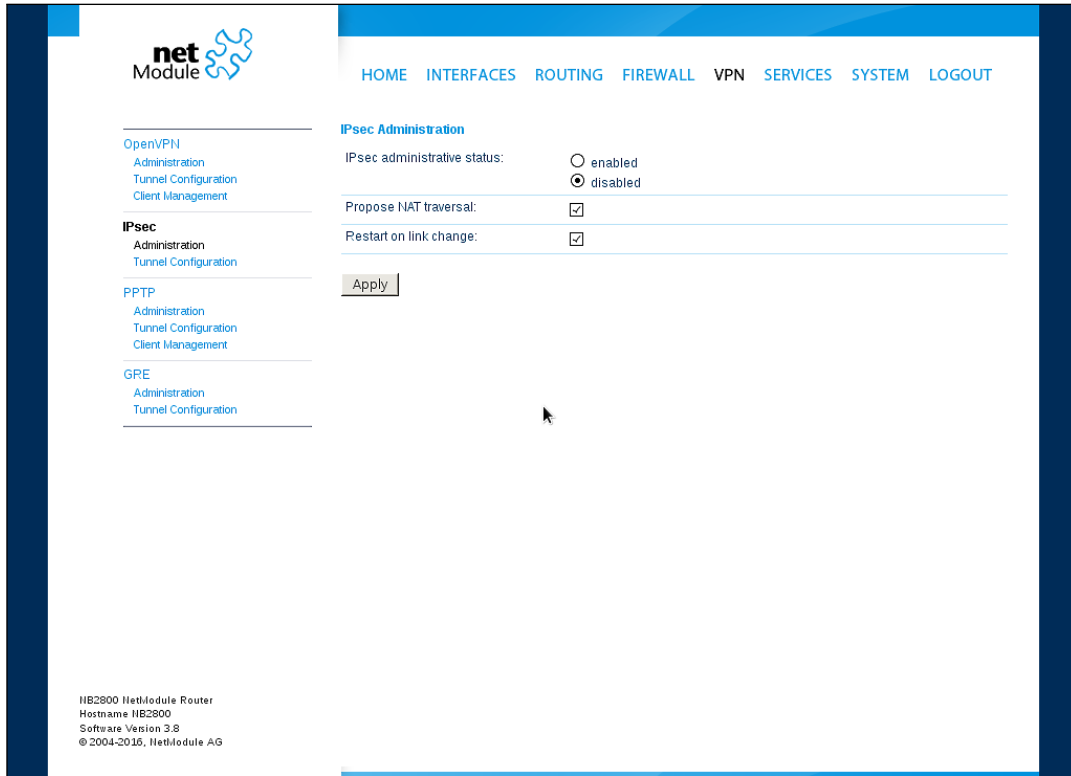 net
Module
HOME INTERFACES ROUTING FIREWALL VPN SERVICES SYSTEM LOGOUT
OpenVPN
Administration
Tunnel Configuration
Client Management
IPsec
Administration
Tunnel Configuration
PPTP
Administration
Tunnel Configuration
Client Management
GRE
Administration
Tunnel Configuration
IPsec Administration
IPsec administrative status:
enabled
disabled
Propose NAT traversal:
Restart on link change:
Apply
NB2800 NetModule Router
Hostname NB2800
Software Version 3.8
© 2004-2016, NetModule AG